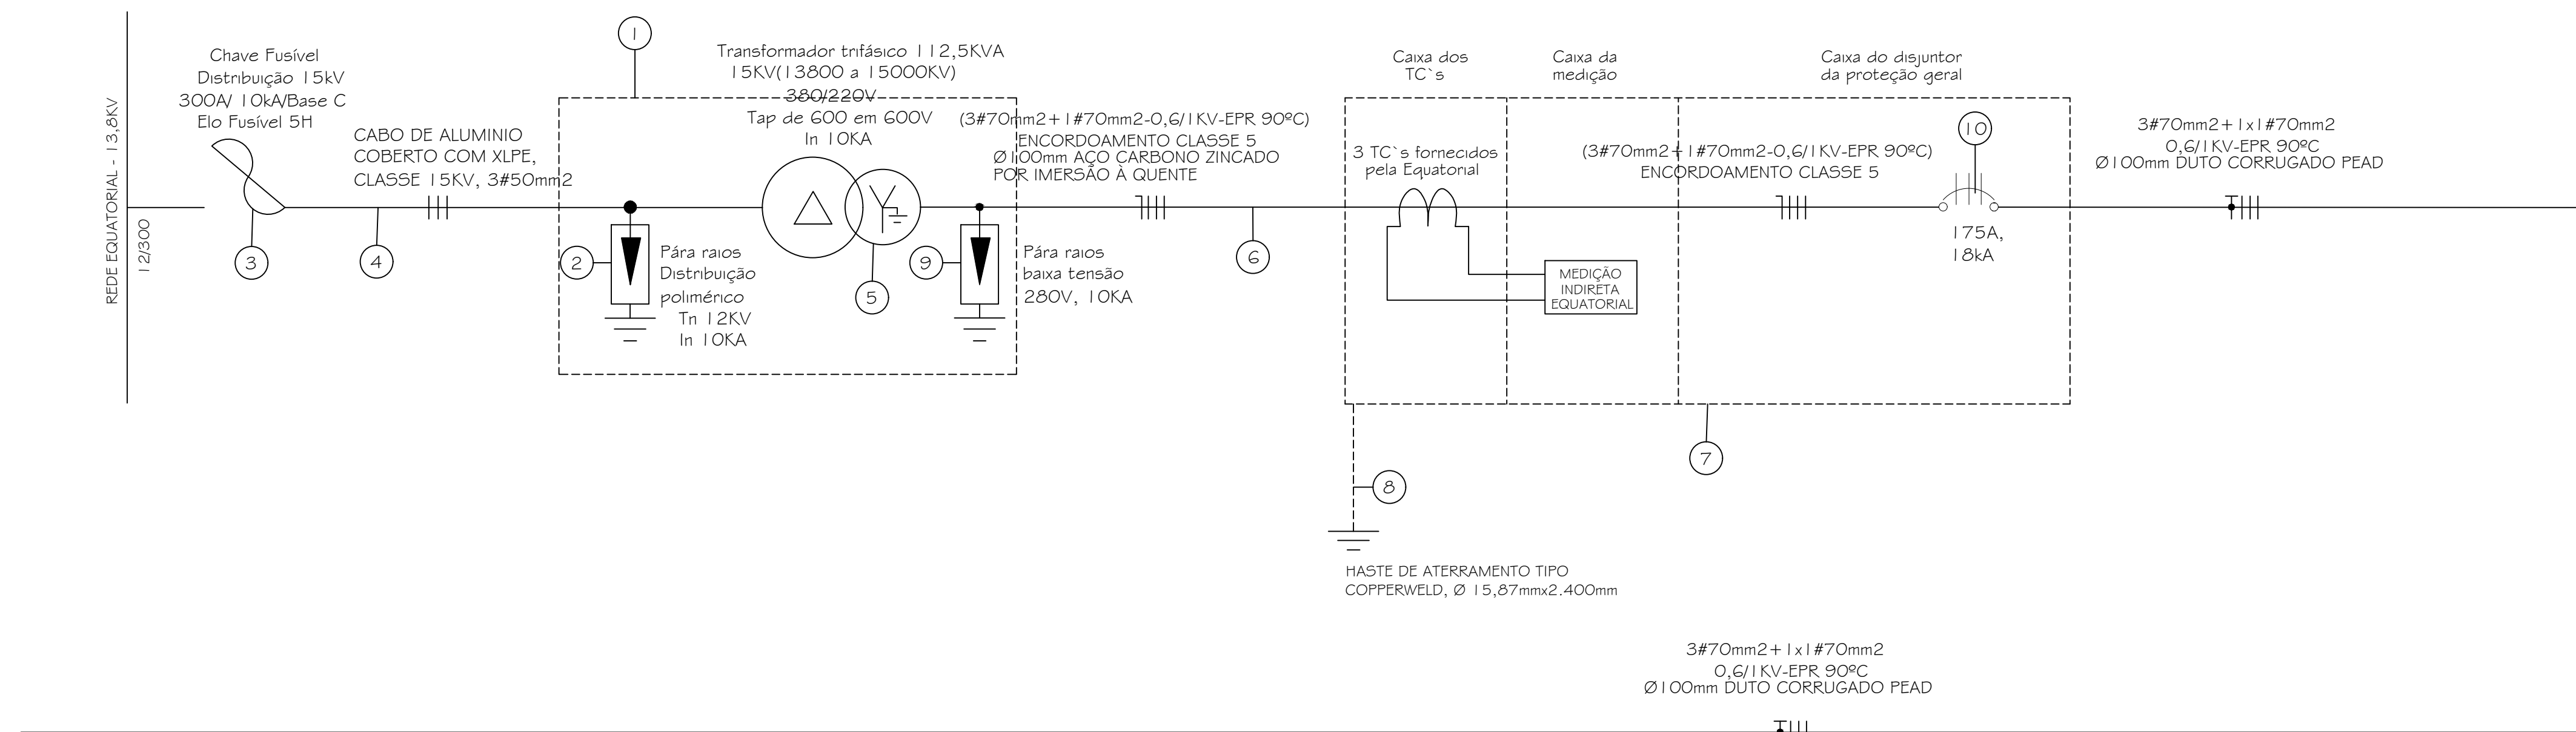 REDE EQUATORIAL - 13,8KV
12/300
Chave Fusível
Distribuição 15kV
300A/ 10kA/Base C
Elo Fusível 5H
3
CABO DE ALUMINIO
COBERTO COM XLPE,
CLASSE 15KV, 3#50mm2
4
1
Transformador trifásico 112,5KVA
15KV(13800 a 15000KV)
380/220V
Tap de 600 em 600V
In 10KA
2
Pára raios
Distribuição
polimérico
Tn 12KV
In 10KA
5
9
Pára raios
baixa tensão
280V, 10KA
(3#70mm2+1#70mm2-0,6/1KV-EPR 90ºC)
ENCORDOAMENTO CLASSE 5
Ø100mm AÇO CARBONO ZINCADO
POR IMERSÃO À QUENTE
6
Caixa dos
TC`s
3 TC`s fornecidos
pela Equatorial
Caixa da
medição
MEDIÇÃO
INDIRETA
EQUATORIAL
Caixa do disjuntor
da proteção geral
(3#70mm2+1#70mm2-0,6/1KV-EPR 90ºC)
ENCORDOAMENTO CLASSE 5
10
175A,
18kA
7
8
HASTE DE ATERRAMENTO TIPO
COPPERWELD, Ø 15,87mmx2.400mm
3#70mm2+1x1#70mm2
0,6/1KV-EPR 90ºC
Ø100mm DUTO CORRUGADO PEAD
3#70mm2+1x1#70mm2
0,6/1KV-EPR 90ºC
Ø100mm DUTO CORRUGADO PEAD